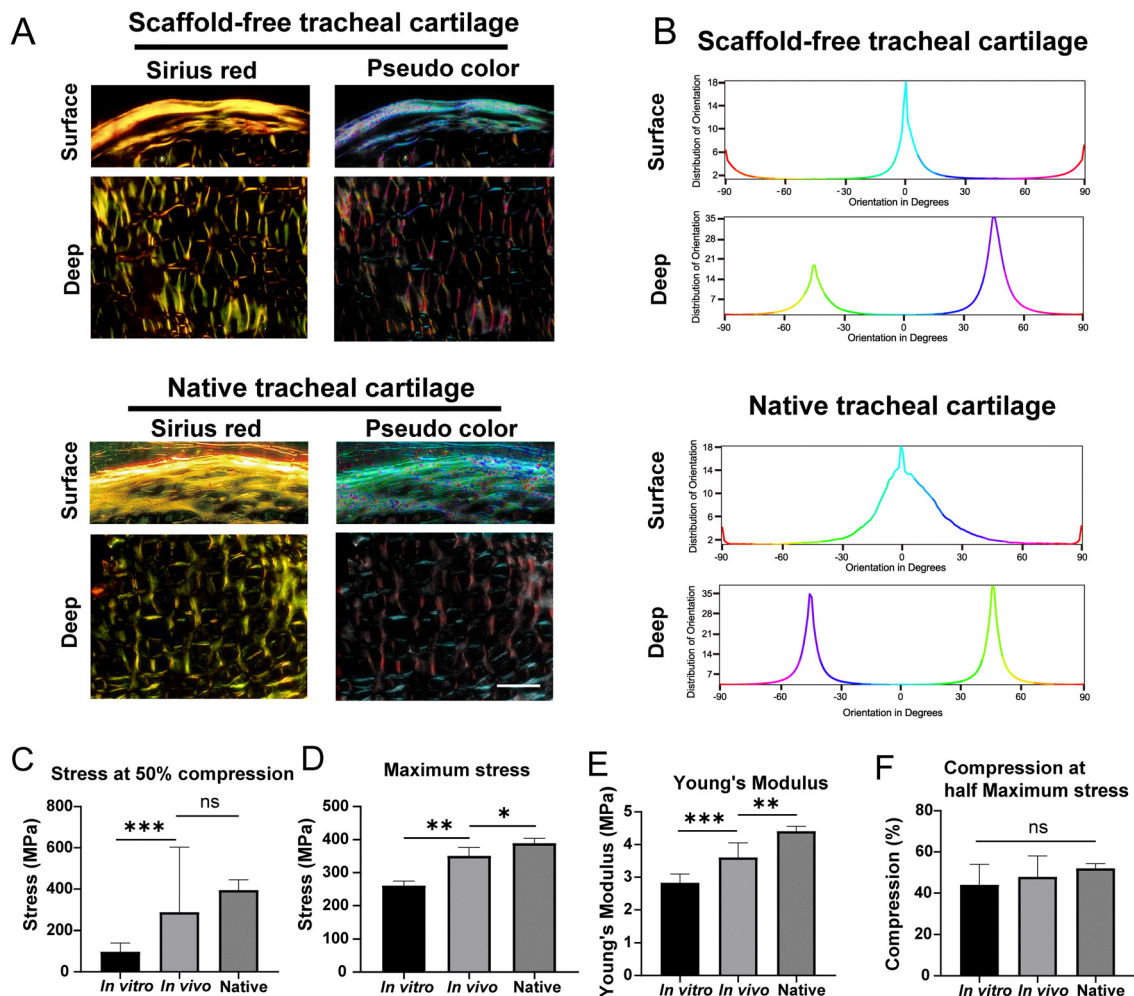 A
Scaffold-free tracheal cartilage
Sirius red
Pseudo color
Surface
Deep
Native tracheal cartilage
Sirius red
Pseudo color
Surface
Deep
B
Scaffold-free tracheal cartilage
Surface
Distribution of Orientation
18
14
10
6
2
-90
-60
-30
0
30
60
90
Orientation in Degrees
Deep
Distribution of Orientation
35
28
21
14
7
-90
-60
-30
0
30
60
90
Orientation in Degrees
Native tracheal cartilage
Surface
Distribution of Orientation
18
14
10
6
2
-90
-60
-30
0
30
60
90
Orientation in Degrees
Deep
Distribution of Orientation
35
28
21
14
7
-90
-60
-30
0
30
60
90
Orientation in Degrees
C
Stress at 50% compression
Stress (MPa)
800
600
400
200
0
***
ns
In vitro
In vivo
Native
D
Maximum stress
Stress (MPa)
500
400
300
200
100
0
**
*
In vitro
In vivo
Native
E
Young's Modulus
Young's Modulus (MPa)
5
4
3
2
1
0
***
**
In vitro
In vivo
Native
F
Compression at
half Maximum stress
Compression (%)
80
60
40
20
0
ns
In vitro
In vivo
Native